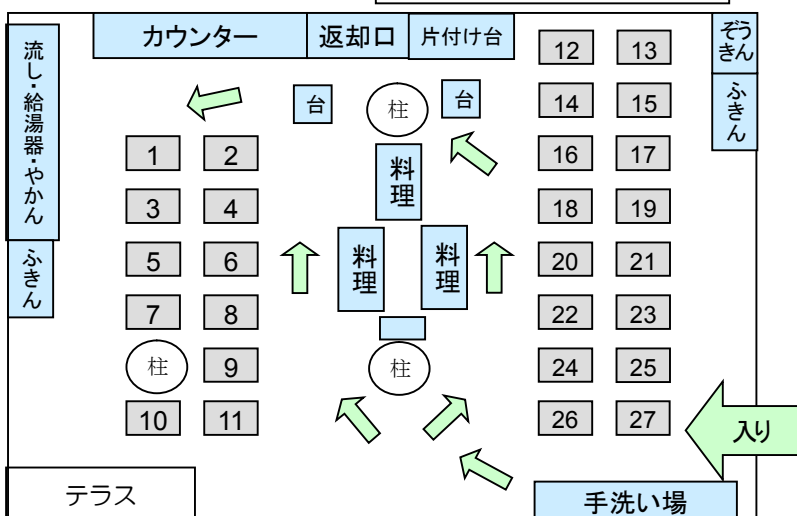 カウンター
返却口
片付け台
ぞうきん
ふきん
流し・給湯器・やかん
ふきん
台
柱
台
12
13
14
15
1
2
16
17
料理
3
4
18
19
5
6
料理
料理
20
21
7
8
22
23
柱
9
柱
24
25
10
11
26
27
入り
テラス
手洗い場